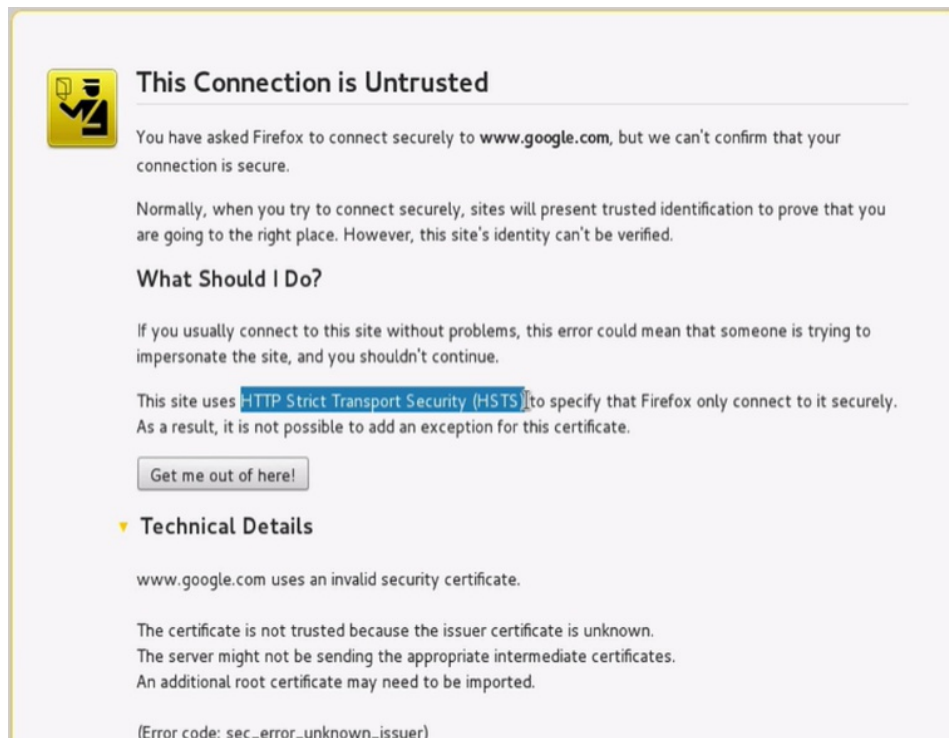 This Connection is Untrusted
You have asked Firefox to connect securely to www.google.com, but we can't confirm that your
connection is secure.
Normally, when you try to connect securely, sites will present trusted identification to prove that you
are going to the right place. However, this site's identity can't be verified.
What Should I Do?
If you usually connect to this site without problems, this error could mean that someone is trying to
impersonate the site, and you shouldn't continue.
This site uses HTTP Strict Transport Security (HSTS) to specify that Firefox only connect to it securely.
As a result, it is not possible to add an exception for this certificate.
Get me out of here!
Technical Details
www.google.com uses an invalid security certificate.
The certificate is not trusted because the issuer certificate is unknown.
The server might not be sending the appropriate intermediate certificates.
An additional root certificate may need to be imported.
(Error code: sec_error_unknown_issuer)